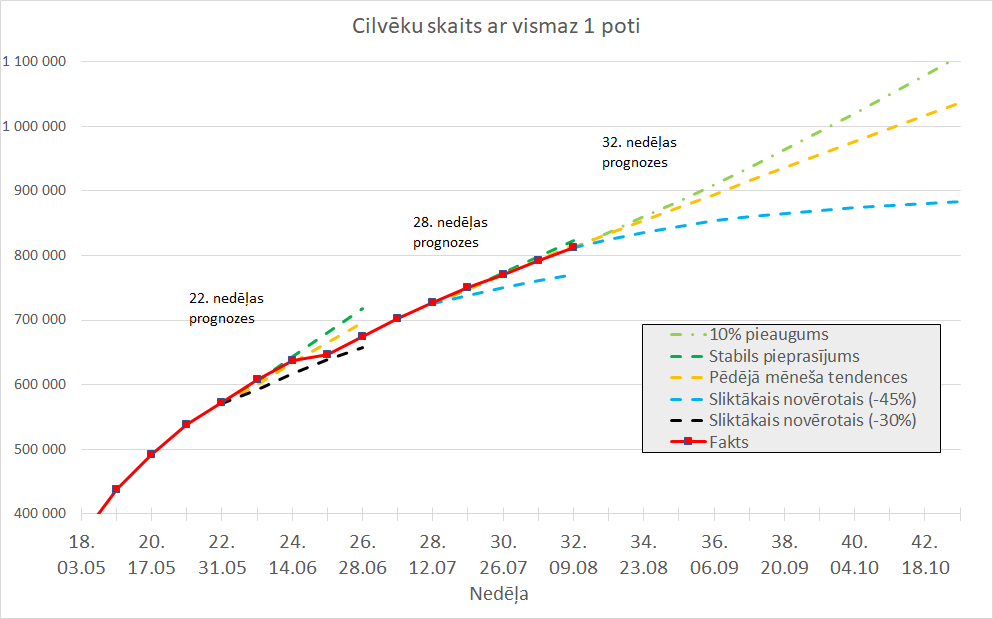 Cilvēku skaits ar vismaz 1 poti
1 100 000
1 000 000
900 000
800 000
700 000
600 000
500 000
400 000
32. nedēļas
prognozes
28. nedēļas
prognozes
22. nedēļas
prognozes
10% pieaugums
Stabils pieprasījums
Pēdējā mēneša tendences
Sliktākais novērotais (-45%)
Sliktākais novērotais (-30%)
Fakts
18. 20. 22. 24. 26. 28. 30. 32. 34. 36. 38. 40. 42.
03.05 17.05 31.05 14.06 28.06 12.07 26.07 09.08 23.08 06.09 20.09 04.10 18.10
Nedēļa